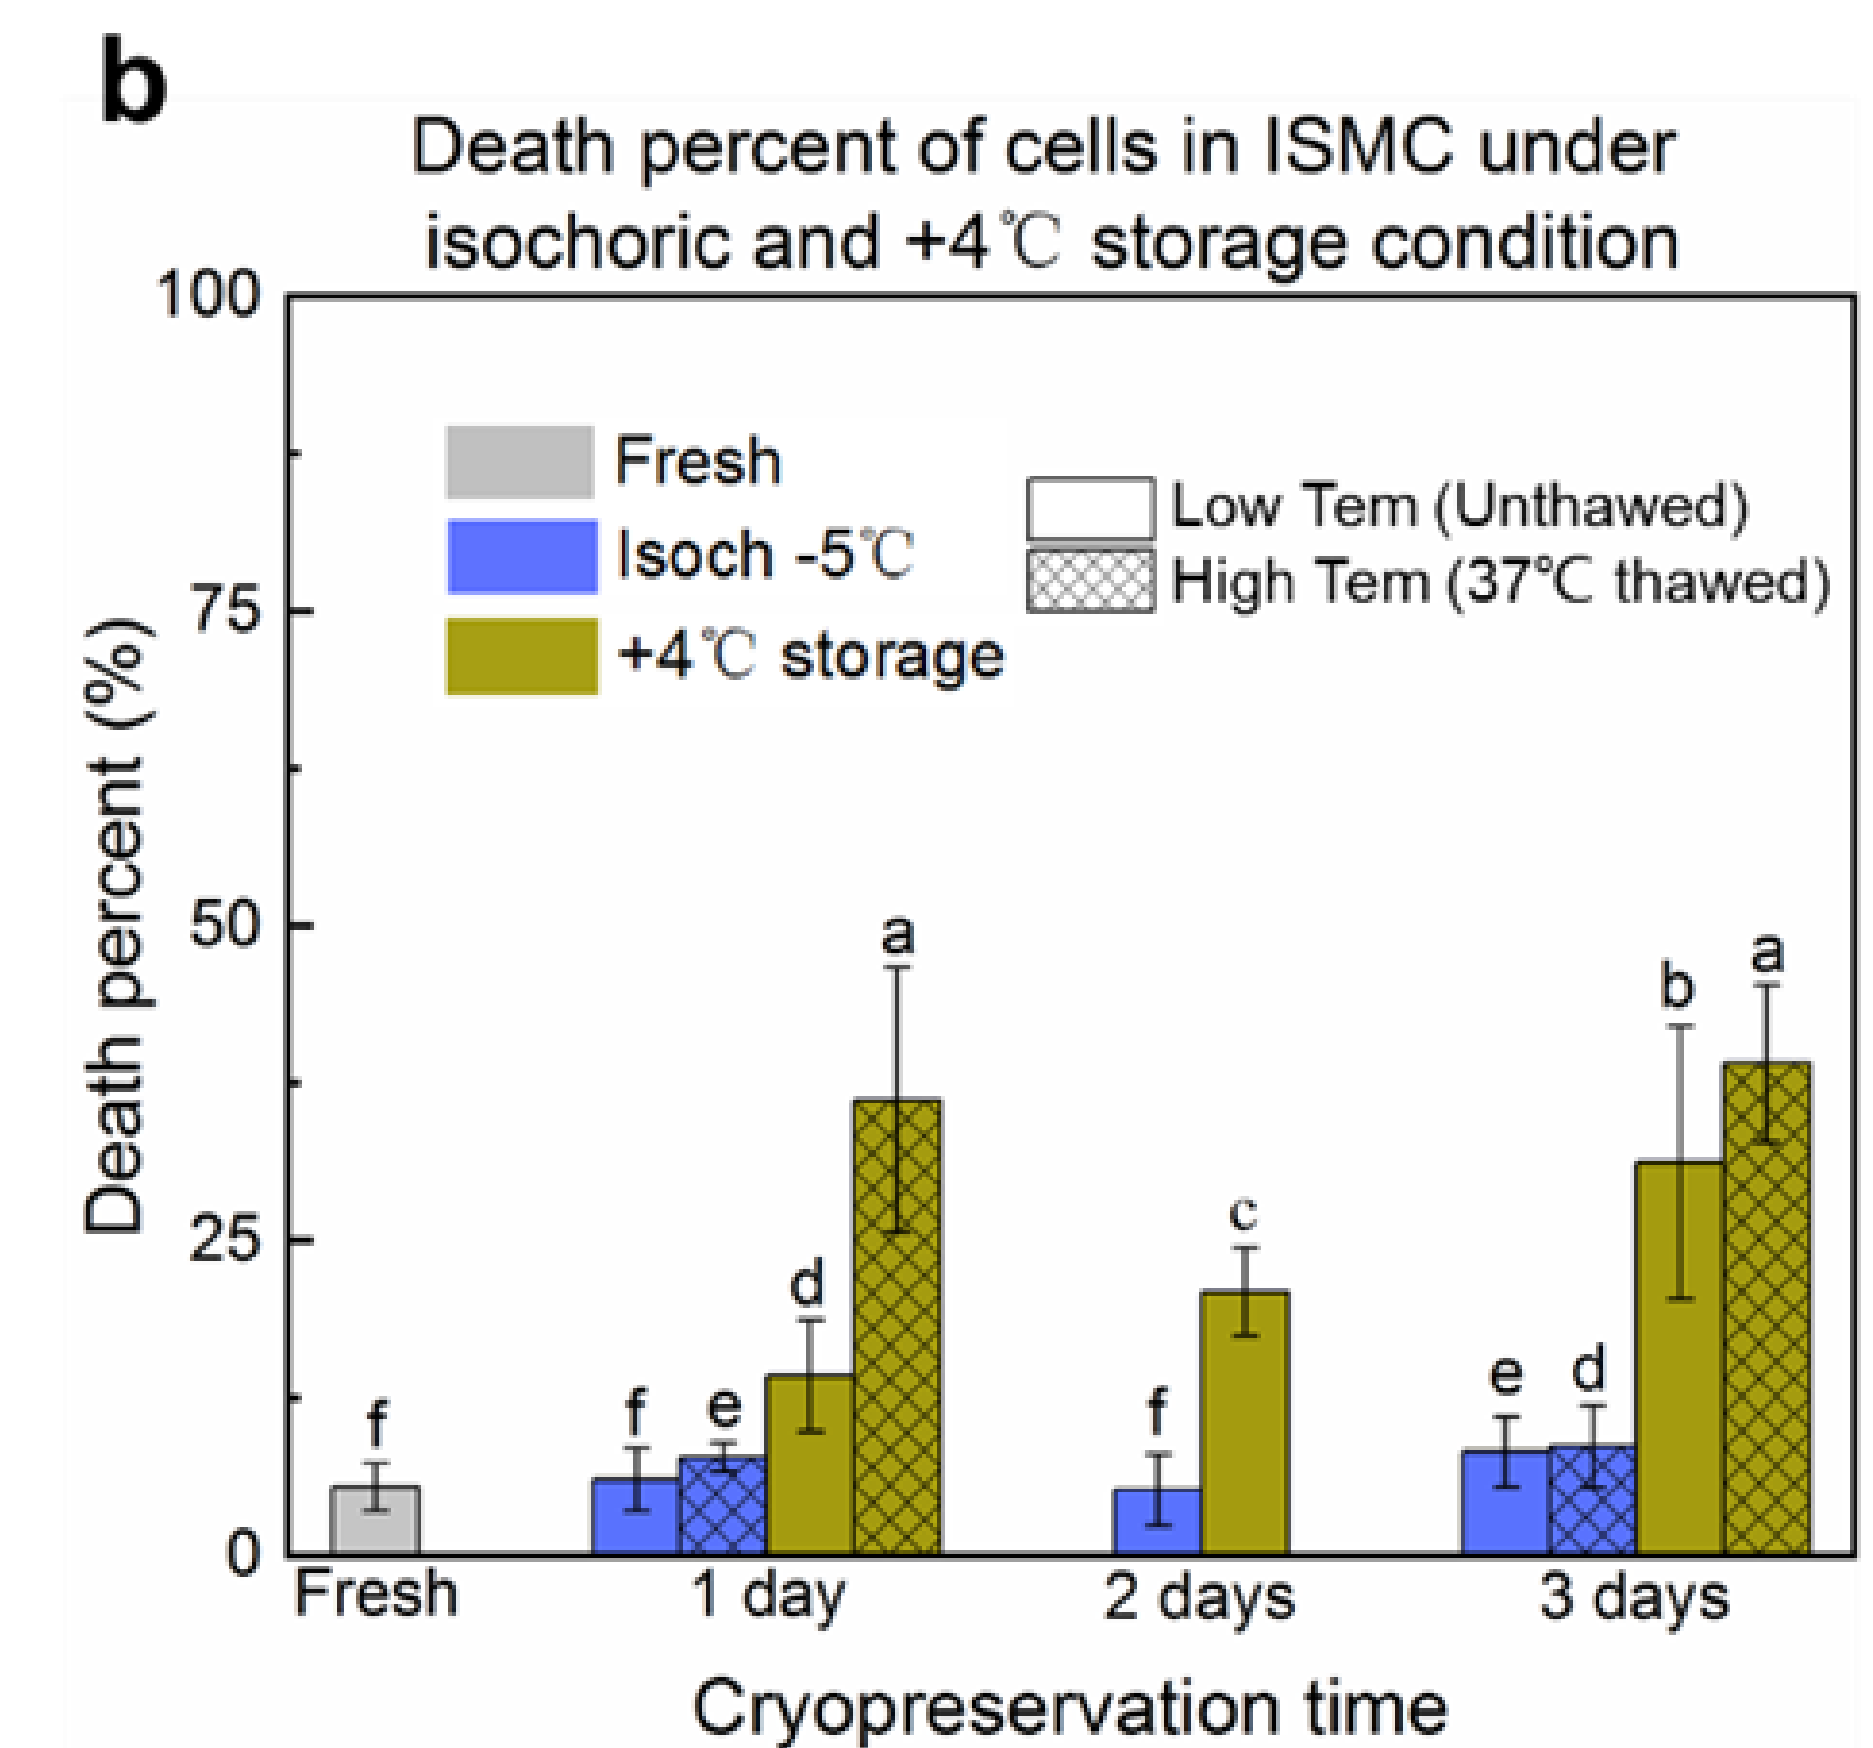 b
Death percent of cells in ISMC under
isochoric and +4℃ storage condition
100
75
50
25
0
Death percent (%)
Fresh
Isoch -5℃
+4℃ storage
Low Tem (Unthawed)
High Tem (37℃ thawed)
f
f
e
d
a
f
c
e
d
b
a
Fresh
1 day
2 days
3 days
Cryopreservation time